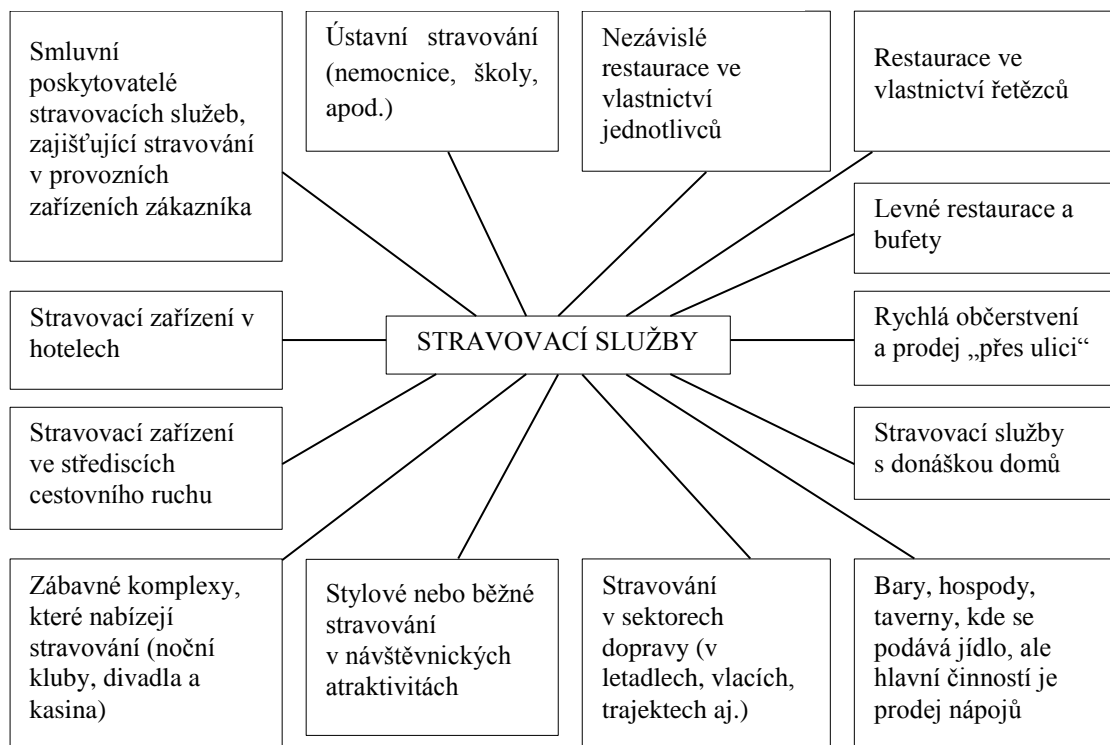 Smluvní
poskytovatelé
stravovacích služeb,
zajišťující stravování
v provozních
zařízeních zákazníka
Ústavní stravování
(nemocnice, školy,
apod.)
Nezávislé
restaurace ve
vlastnictví
jednotlivců
Restaurace ve
vlastnictví řetězců
Levné restaurace a
bufety
Stravovací zařízení v
hotelech
STRAVOVACÍ SLUŽBY
Rychlá občerstvení
a prodej „přes ulici“
Stravovací zařízení
ve střediscích
cestovního ruchu
Stravovací služby
s donáškou domů
Zábavné komplexy,
které nabízejí
stravování (noční
kluby, divadla a
kasina)
Stylové nebo běžné
stravování
v návštěvnických
atraktivitách
Stravování
v sektorech
dopravy (v
letadlech, vlacích,
trajektech aj.)
Bary, hospody,
taverny, kde se
podává jídlo, ale
hlavní činností je
prodej nápojů